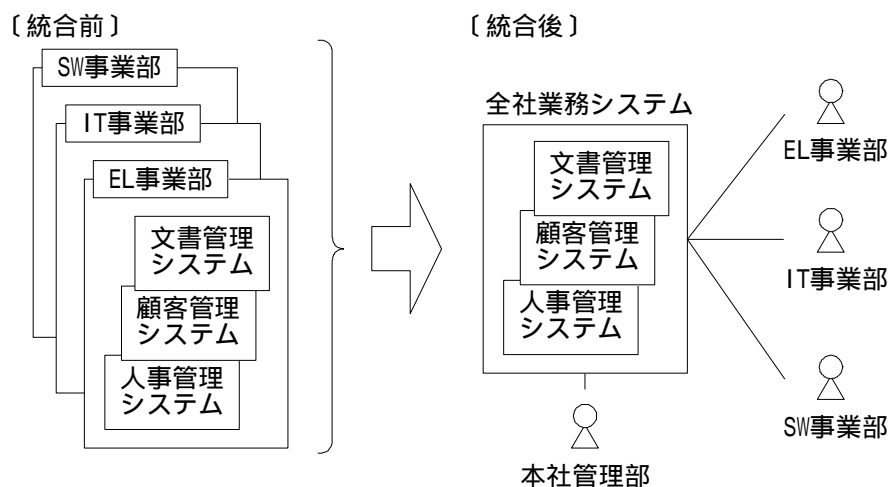 〔統合前〕
SW事業部
IT事業部
EL事業部
文書管理
システム
顧客管理
システム
人事管理
システム
〔統合後〕
全社業務システム
文書管理
システム
顧客管理
システム
人事管理
システム
本社管理部
EL事業部
IT事業部
SW事業部